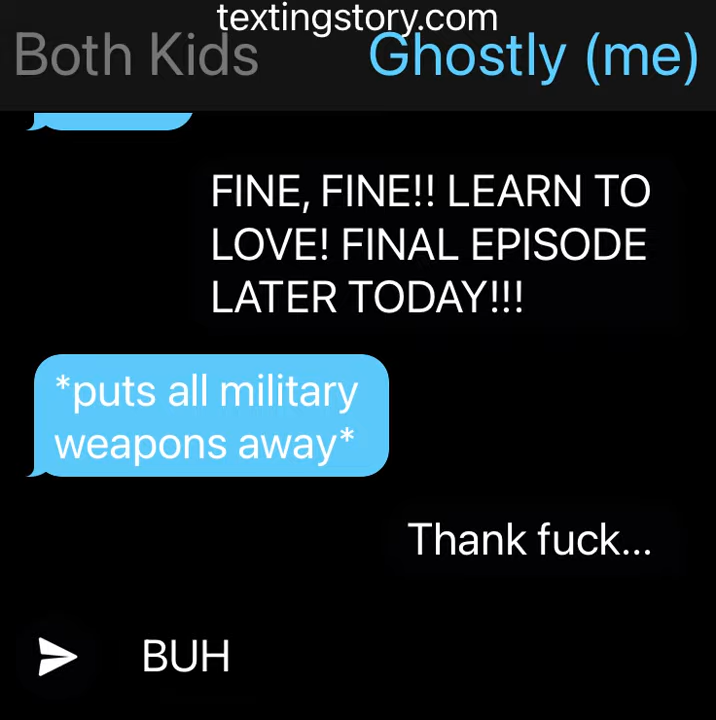 textingstory.com
Both Kids Ghostly (me)
FINE, FINE!! LEARN TO
LOVE! FINAL EPISODE
LATER TODAY!!!
*puts all military
weapons away*
Thank fuck...
BUH